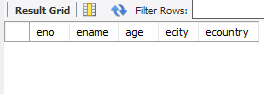 Result Grid Filter Rows:
eno ename age ecity ecountry